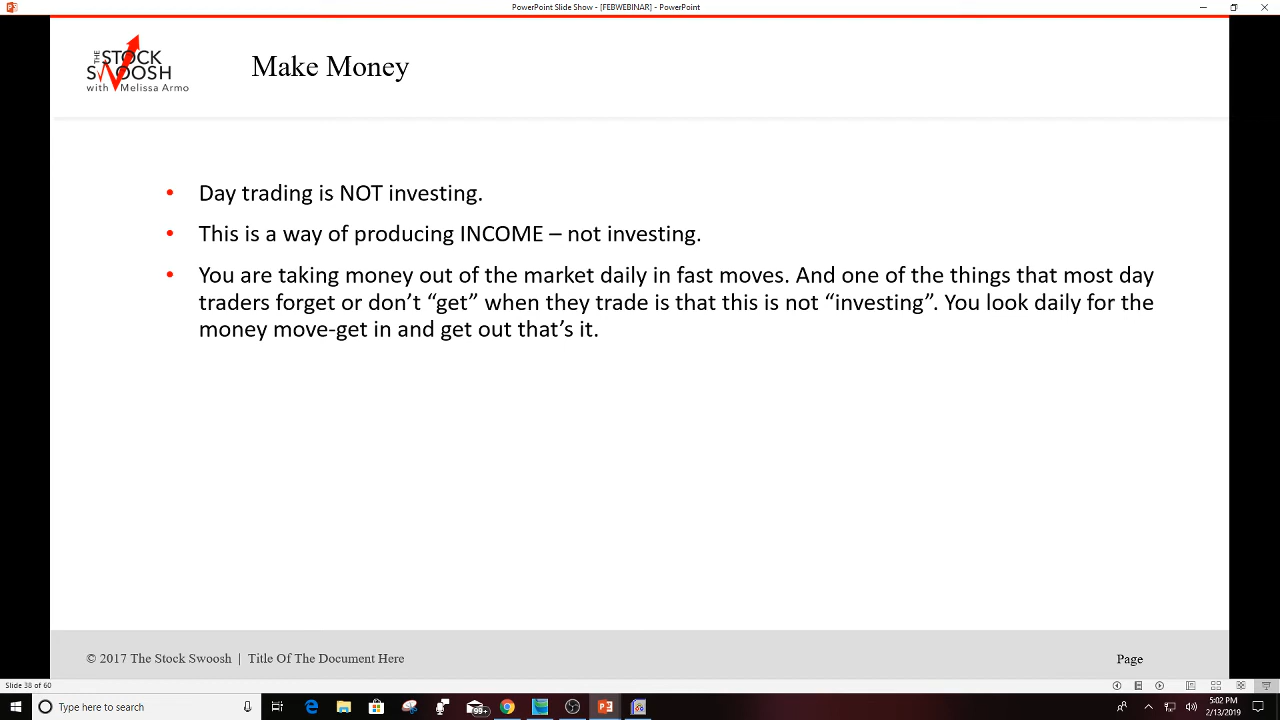 PowerPoint Slide Show - [FEBWEBINAR] - PowerPoint
THE
STOCK
SWOOSH
with Melissa Armo
Make Money
• Day trading is NOT investing.
• This is a way of producing INCOME – not investing.
• You are taking money out of the market daily in fast moves. And one of the things that most day
traders forget or don’t “get” when they trade is that this is not “investing”. You look daily for the
money move-get in and get out that’s it.
© 2017 The Stock Swoosh | Title Of The Document Here
Page
Slide 38 of 60
Type here to search
99+
5:02 PM
2/13/2019